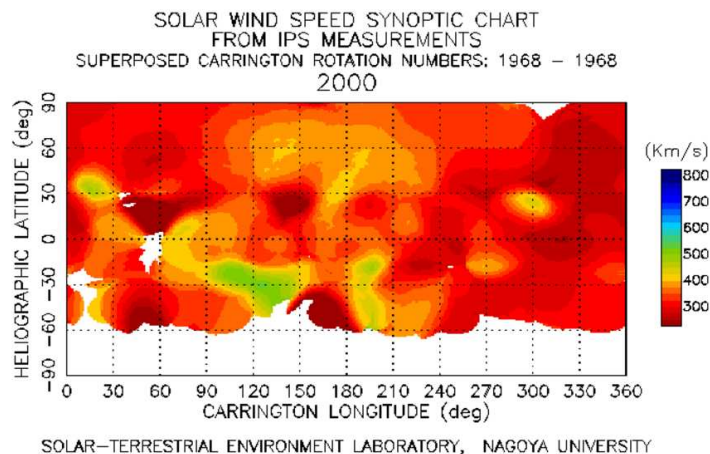 SOLAR WIND SPEED SYNOPTIC CHART
FROM IPS MEASUREMENTS
SUPERPOSED CARRINGTON ROTATION NUMBERS: 1968 – 1968
2000
HELIOGRAPHIC LATITUDE (deg)
90
60
30
0
−30
−60
−90
0 30 60 90 120 150 180 210 240 270 300 330 360
CARRINGTON LONGITUDE (deg)
(Km/s)
800
700
600
500
400
300
SOLAR–TERRESTRIAL ENVIRONMENT LABORATORY, NAGOYA UNIVERSITY